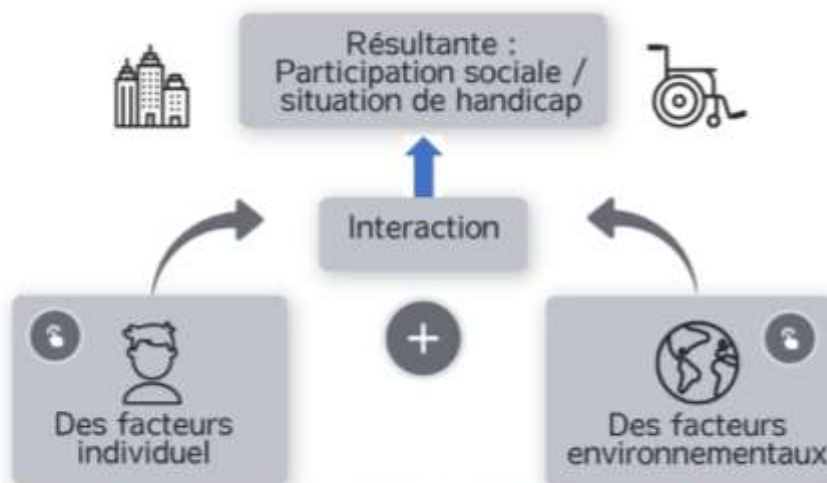 Résultante :
Participation sociale /
situation de handicap
Interaction
+
Des facteurs
individuel
Des facteurs
environnementaux